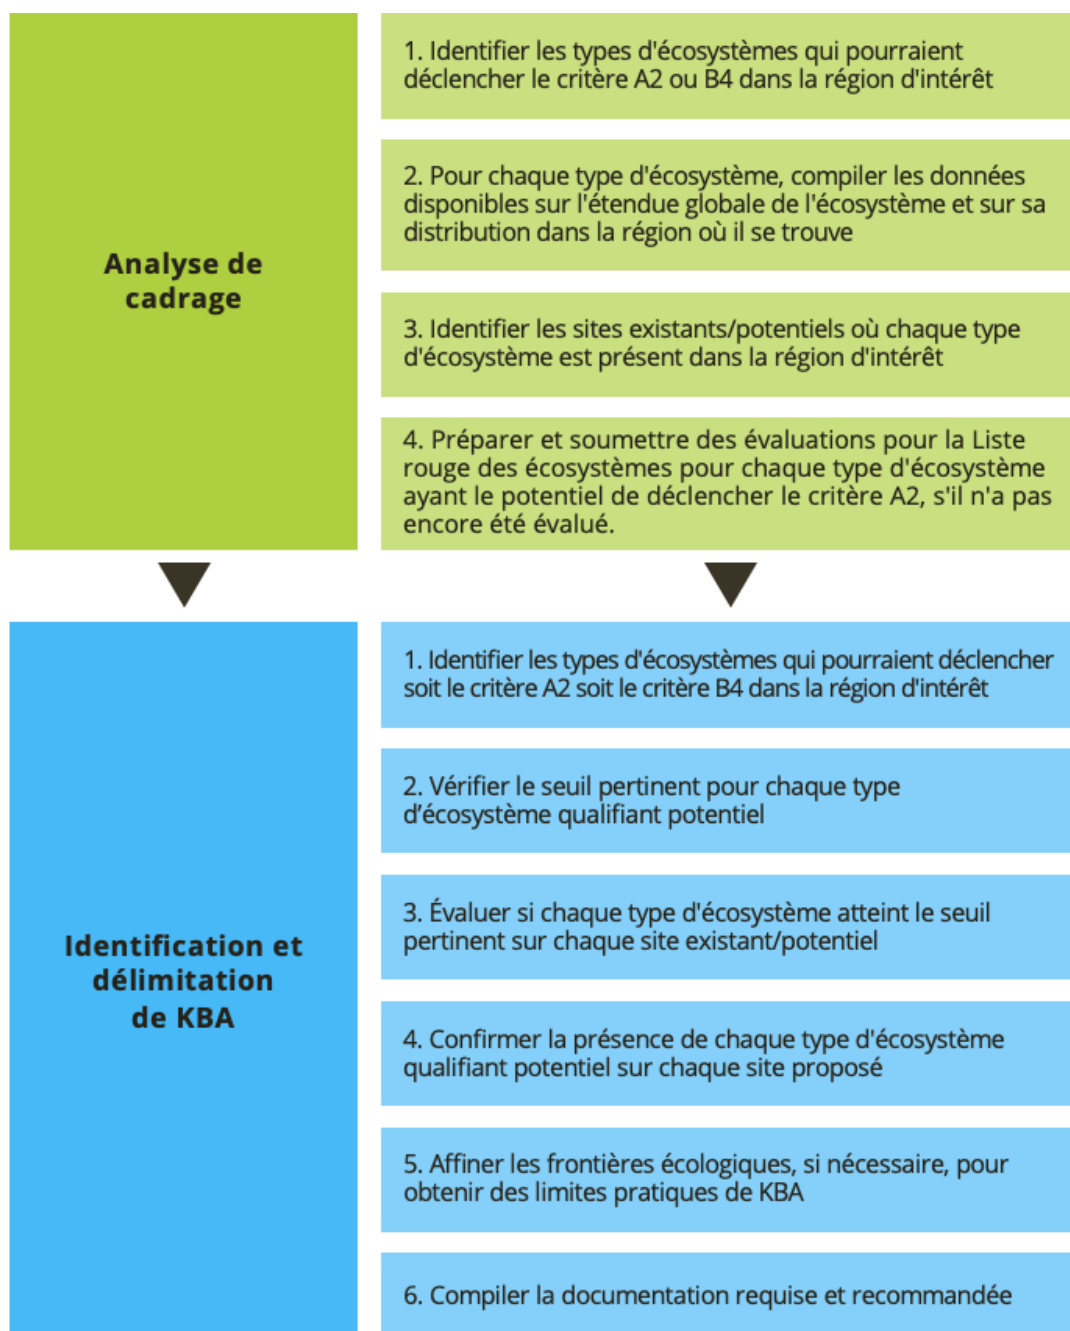 Analyse de
cadrage
1. Identifier les types d'écosystèmes qui pourraient
déclencher le critère A2 ou B4 dans la région d'intérêt
2. Pour chaque type d'écosystème, compiler les données
disponibles sur l'étendue globale de l'écosystème et sur sa
distribution dans la région où il se trouve
3. Identifier les sites existants/potentiels où chaque type
d'écosystème est présent dans la région d'intérêt
4. Préparer et soumettre des évaluations pour la Liste
rouge des écosystèmes pour chaque type d'écosystème
ayant le potentiel de déclencher le critère A2, s'il n'a pas
encore été évalué.
Identification et
délimitation
de KBA
1. Identifier les types d'écosystèmes qui pourraient déclencher
soit le critère A2 soit le critère B4 dans la région d'intérêt
2. Vérifier le seuil pertinent pour chaque type
d’écosystème qualifiant potentiel
3. Évaluer si chaque type d'écosystème atteint le seuil
pertinent sur chaque site existant/potentiel
4. Confirmer la présence de chaque type d'écosystème
qualifiant potentiel sur chaque site proposé
5. Affiner les frontières écologiques, si nécessaire, pour
obtenir des limites pratiques de KBA
6. Compiler la documentation requise et recommandée